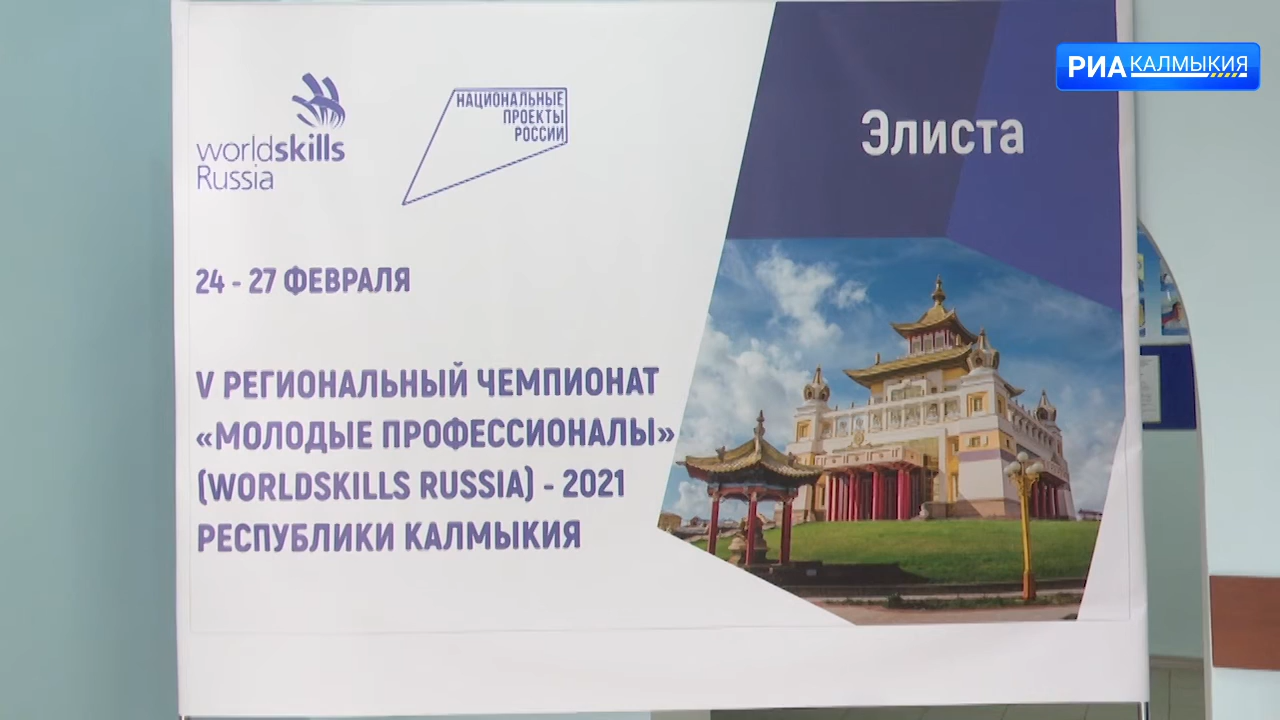 РИА КАЛМЫКИЯ
worldskills
Russia
НАЦИОНАЛЬНЫЕ
ПРОЕКТЫ
РОССИИ
Элиста
24 - 27 ФЕВРАЛЯ
V РЕГИОНАЛЬНЫЙ ЧЕМПИОНАТ
«МОЛОДЫЕ ПРОФЕССИОНАЛЫ»
(WORLDSKILLS RUSSIA) - 2021
РЕСПУБЛИКИ КАЛМЫКИЯ